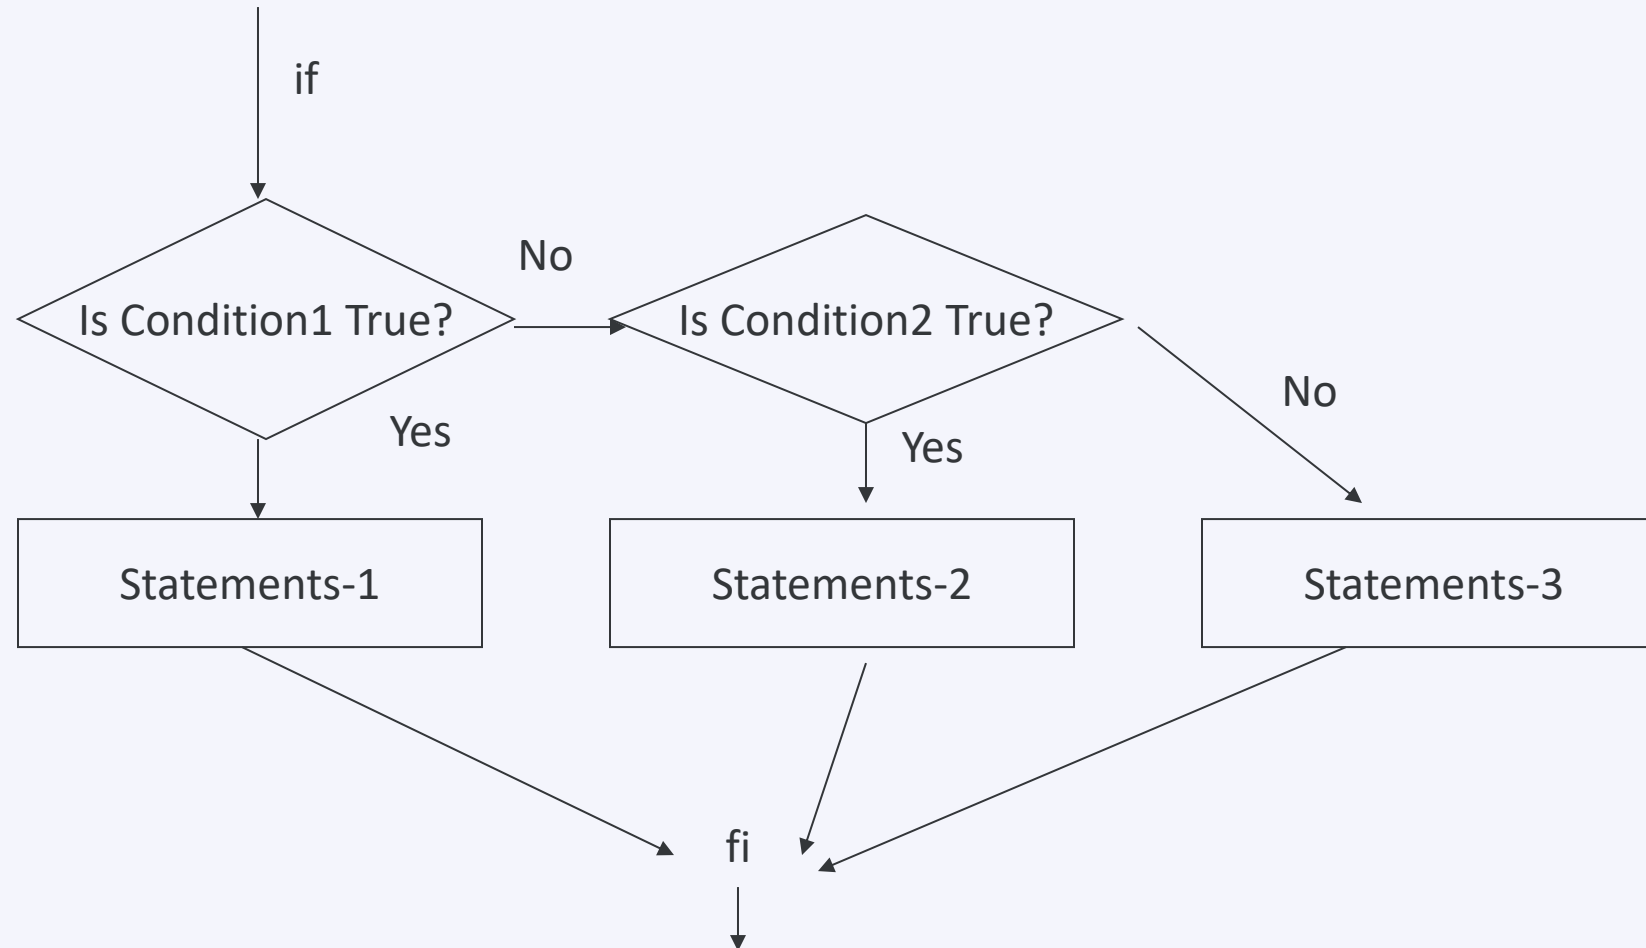 if
No
Is Condition1 True?
Is Condition2 True?
No
Yes
Yes
Statements-1
Statements-2
Statements-3
fi